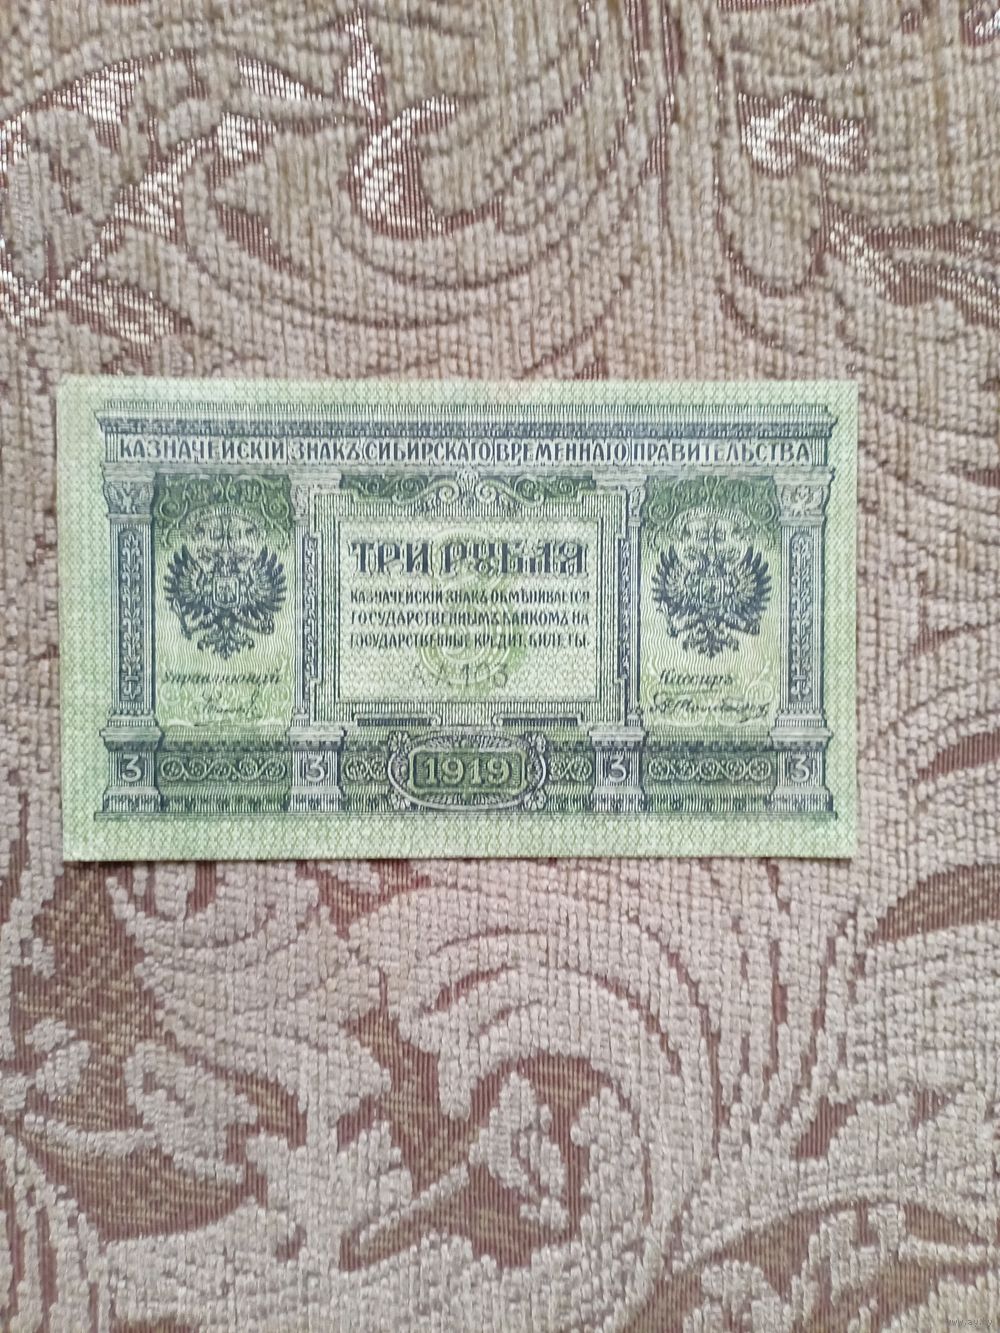 КАЗНАЧЕЙСКІЙ ЗНАКЪ СИБИРСКАГО ВРЕМЕННАГО ПРАВИТЕЛЬСТВА
ТРИ РУБЛЯ
КАЗНАЧЕЙСКІЙ ЗНАКЪ ОБМѢНИВАЕТСЯ
ГОСУДАРСТВЕННЫМЪ БАНКОМЪ НА
ГОСУДАРСТВЕННЫЕ КРЕДИТ. БИЛЕТЫ.
Управляющій
Кассиръ
3 3 1919 3 3